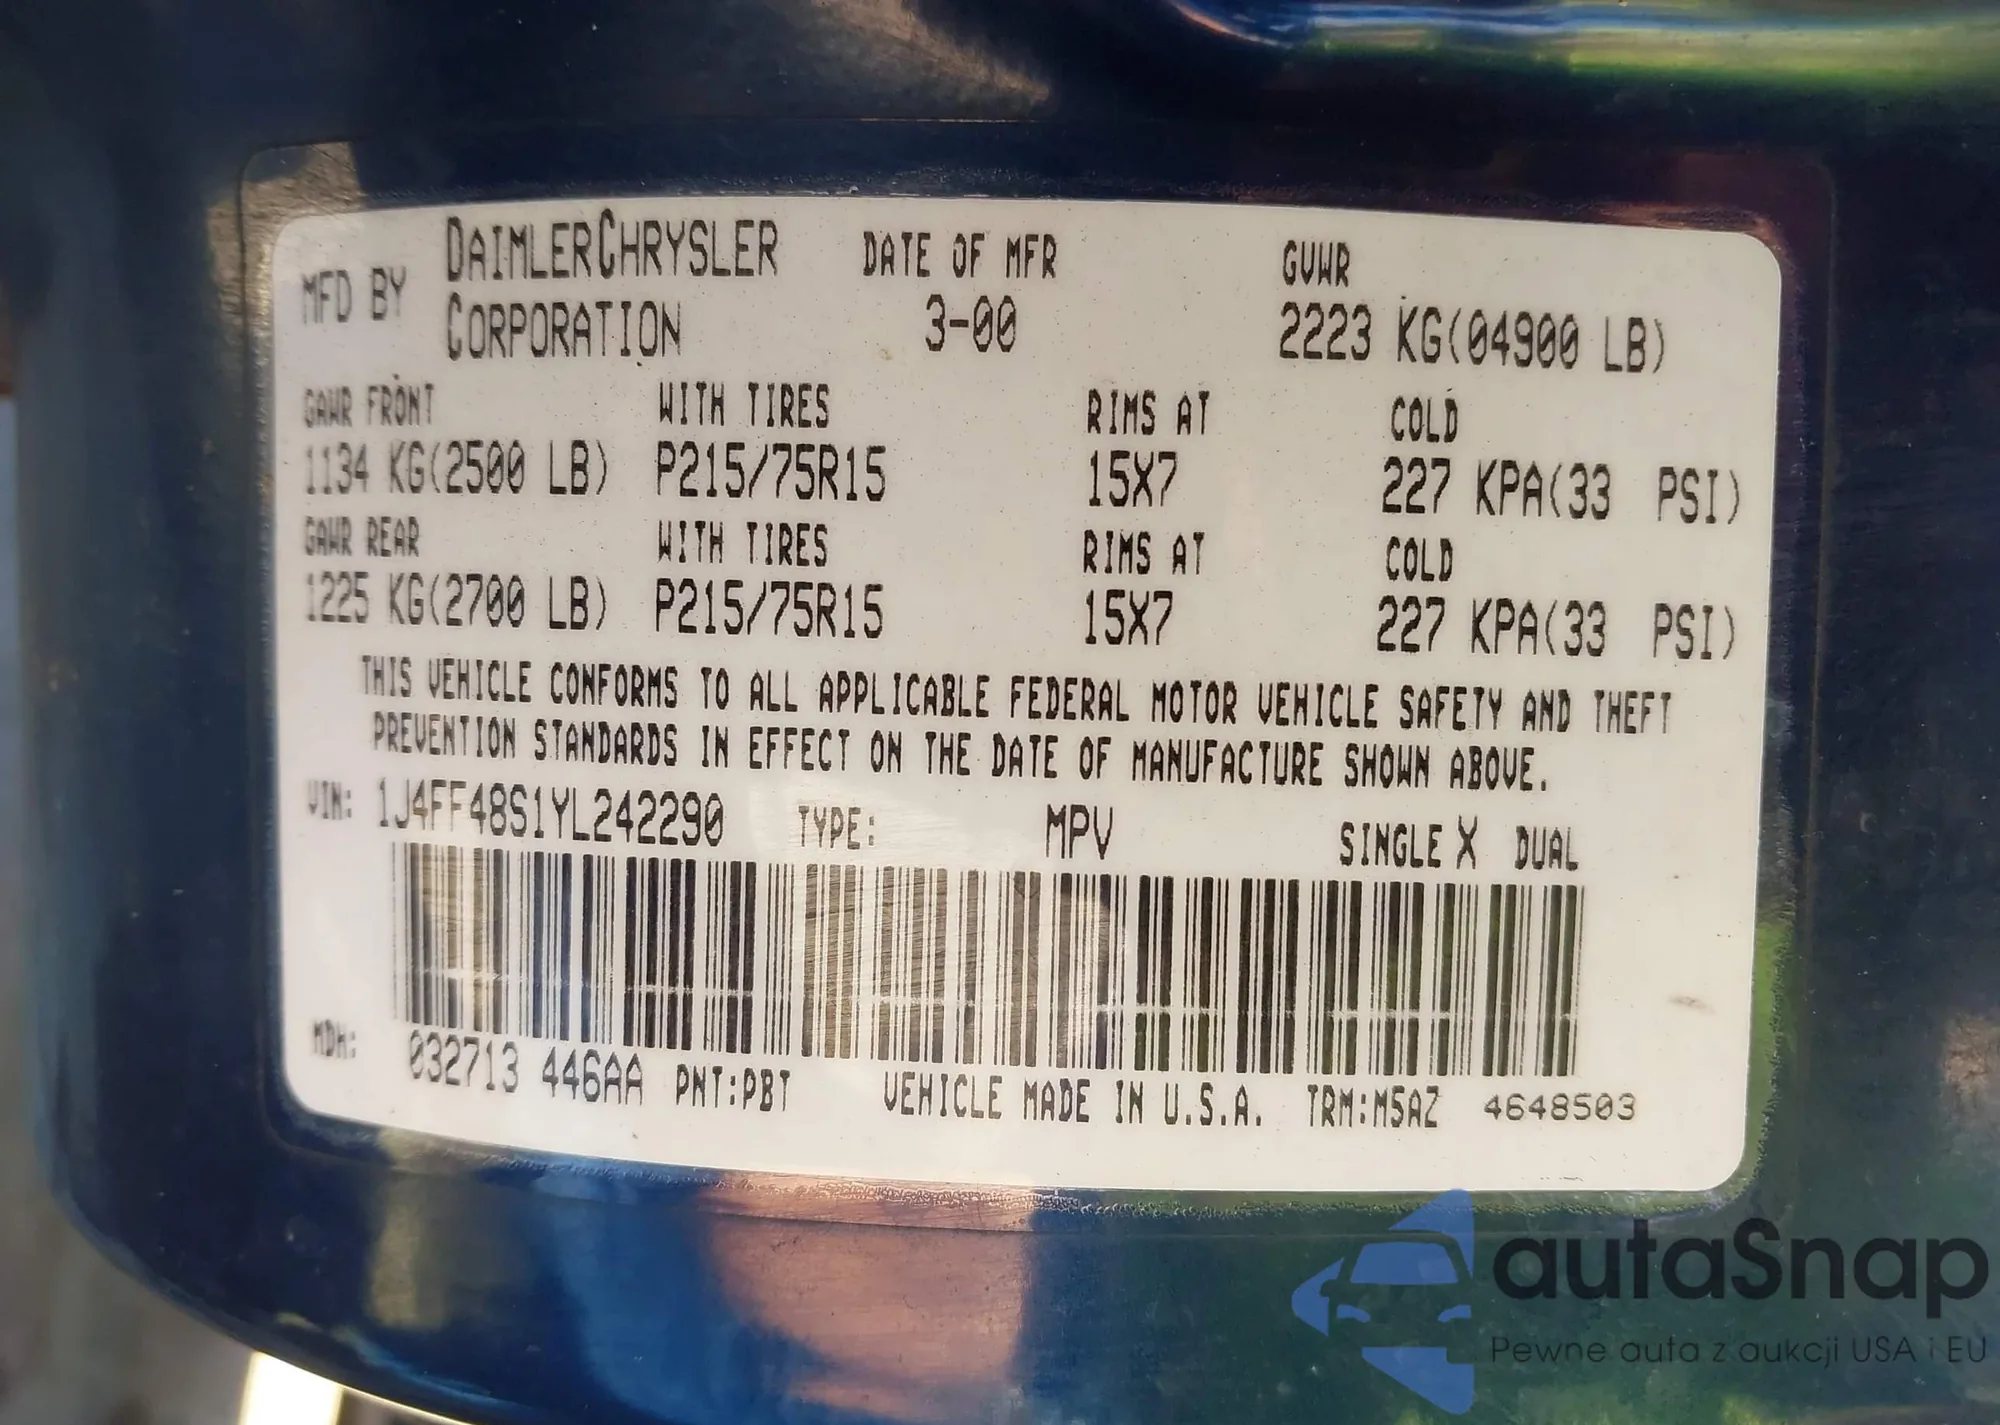 MFD BY DAIMLERCHRYSLER CORPORATION DATE OF MFR 3-00 GVWR 2223 KG(04900 LB)
GAWR FRONT WITH TIRES RIMS AT COLD
1134 KG(2500 LB) P215/75R15 15X7 227 KPA(33 PSI)
GAWR REAR WITH TIRES RIMS AT COLD
1225 KG(2700 LB) P215/75R15 15X7 227 KPA(33 PSI)
THIS VEHICLE CONFORMS TO ALL APPLICABLE FEDERAL MOTOR VEHICLE SAFETY AND THEFT
PREVENTION STANDARDS IN EFFECT ON THE DATE OF MANUFACTURE SHOWN ABOVE.
VIN: 1J4FF48S1YL242290 TYPE: MPV SINGLE X DUAL
MDH: 032713 446AA PNT:PBT VEHICLE MADE IN U.S.A. TRM:M5AZ 4648503
autaSnap
Pewne auta z aukcji USA i EU